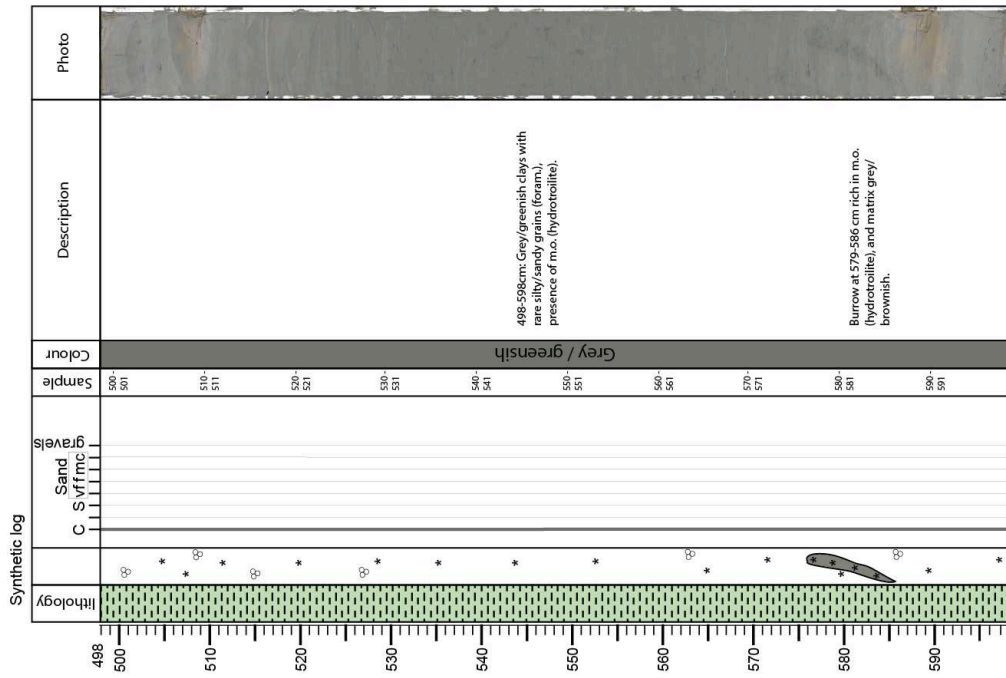 Photo
Description
Colour
Sample
gravels
Sand
vf f m c
S
C
Synthetic log
lithology
498-598cm: Grey/greenish clays with
rare silty/sandy grains (foram.),
presence of m.o. (hydrotroilite).
Burrow at 579-586 cm rich in m.o.
(hydrotroilite), and matrix grey/
brownish.
Grey / greensih
500-
501
510-
511
520-
521
530-
531
540-
541
550-
551
560-
561
570-
571
580-
581
590-
591
498
500
510
520
530
540
550
560
570
580
590